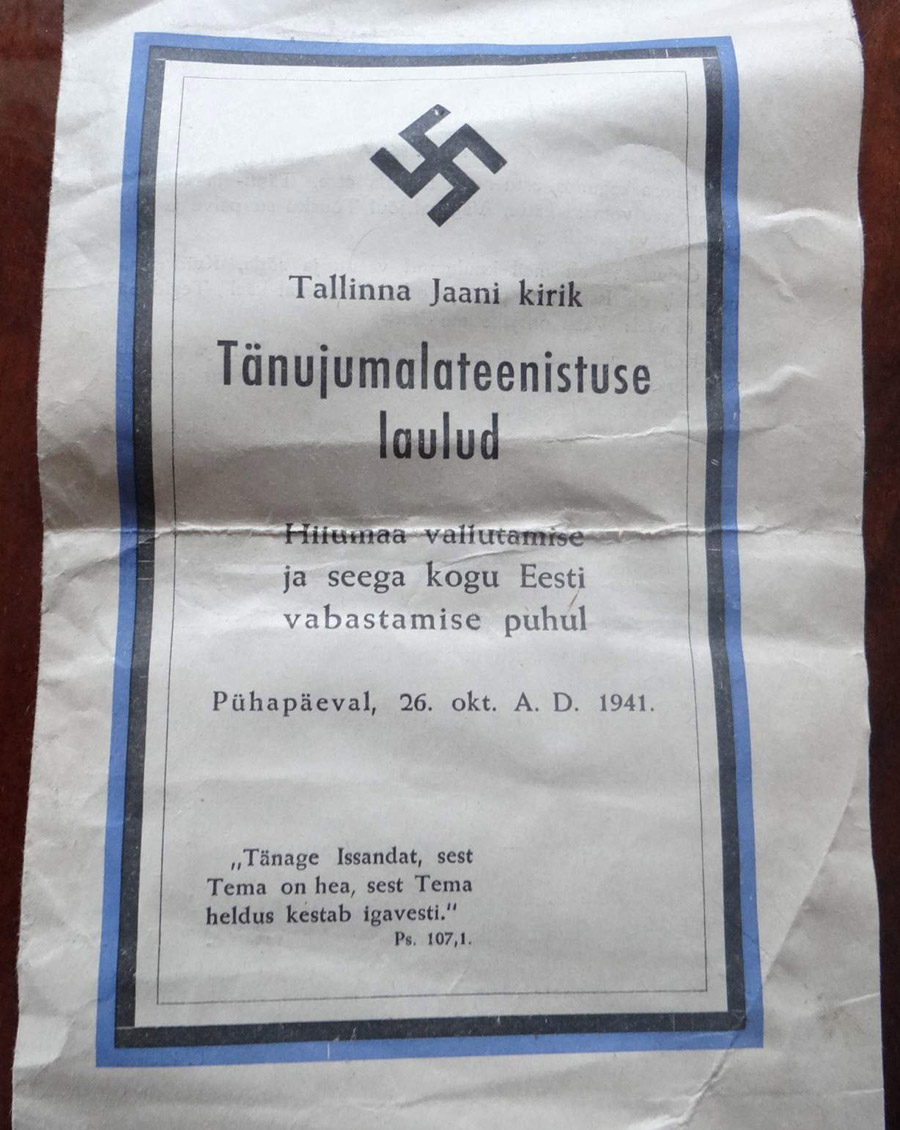 Tallinna Jaani kirik
Tänujumalateenistuse
laulud
Hiiumaa vallutamise
ja seega kogu Eesti
vabastamise puhul
Pühapäeval, 26. okt. A. D. 1941.
„Tänage Issandat, sest
Tema on hea, sest Tema
heldus kestab igavesti."
Ps. 107,1.